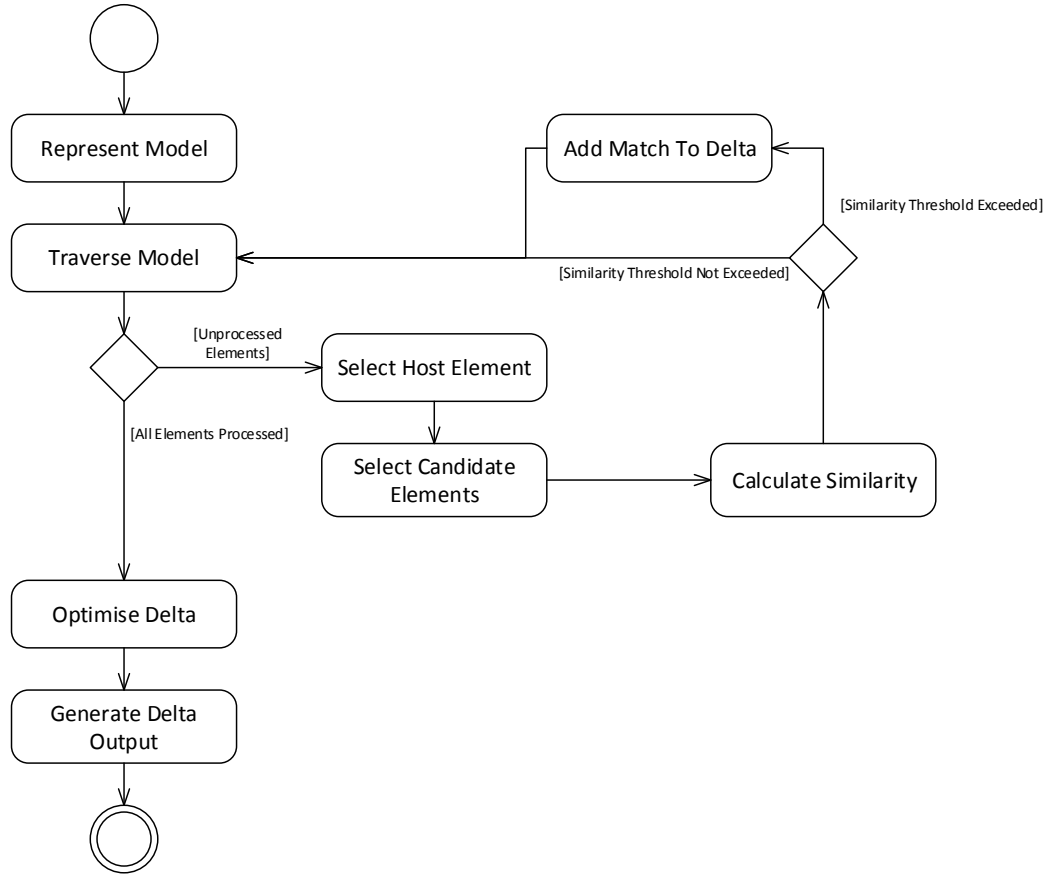 Represent Model
Add Match To Delta
[Similarity Threshold Exceeded]
Traverse Model
[Similarity Threshold Not Exceeded]
[Unprocessed
Elements]
Select Host Element
[All Elements Processed]
Select Candidate
Elements
Calculate Similarity
Optimise Delta
Generate Delta
Output